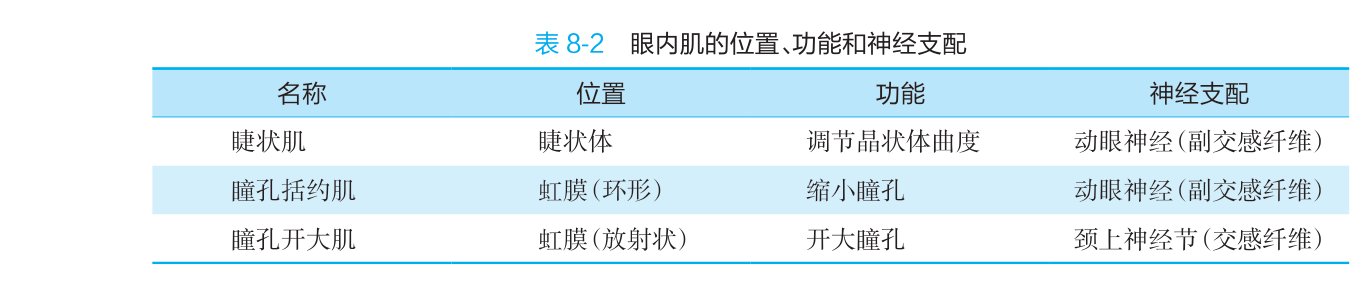 表 8-2 眼内肌的位置、功能和神经支配
名称 位置 功能 神经支配
睫状肌 睫状体 调节晶状体曲度 动眼神经(副交感纤维)
瞳孔括约肌 虹膜(环形) 缩小瞳孔 动眼神经(副交感纤维)
瞳孔开大肌 虹膜(放射状) 开大瞳孔 颈上神经节(交感纤维)